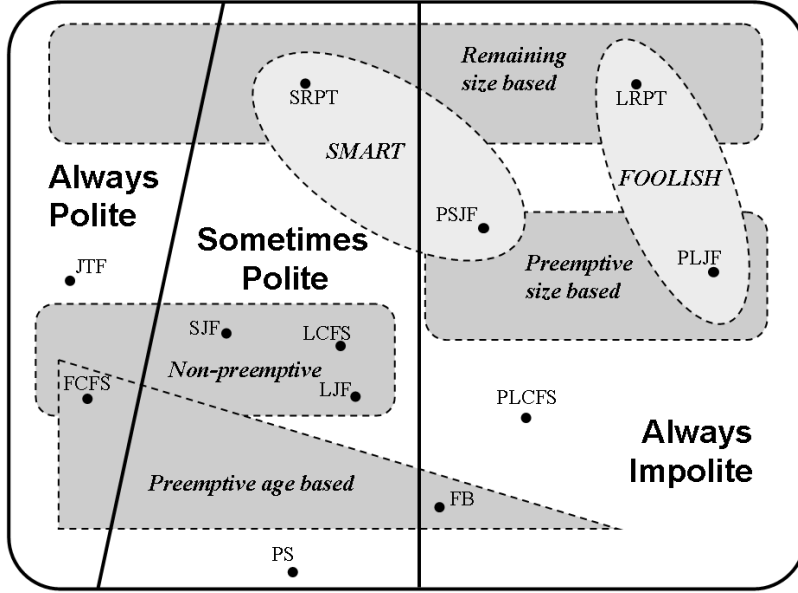 Remaining
size based
SRPT
LRPT
SMART
Always
Polite
FOOLISH
PSJF
Sometimes
Polite
JTF
Preemptive
size based
PLJF
SJF
LCFS
Non-preemptive
FCFS
LJF
PLCFS
Always
Impolite
Preemptive age based
FB
PS